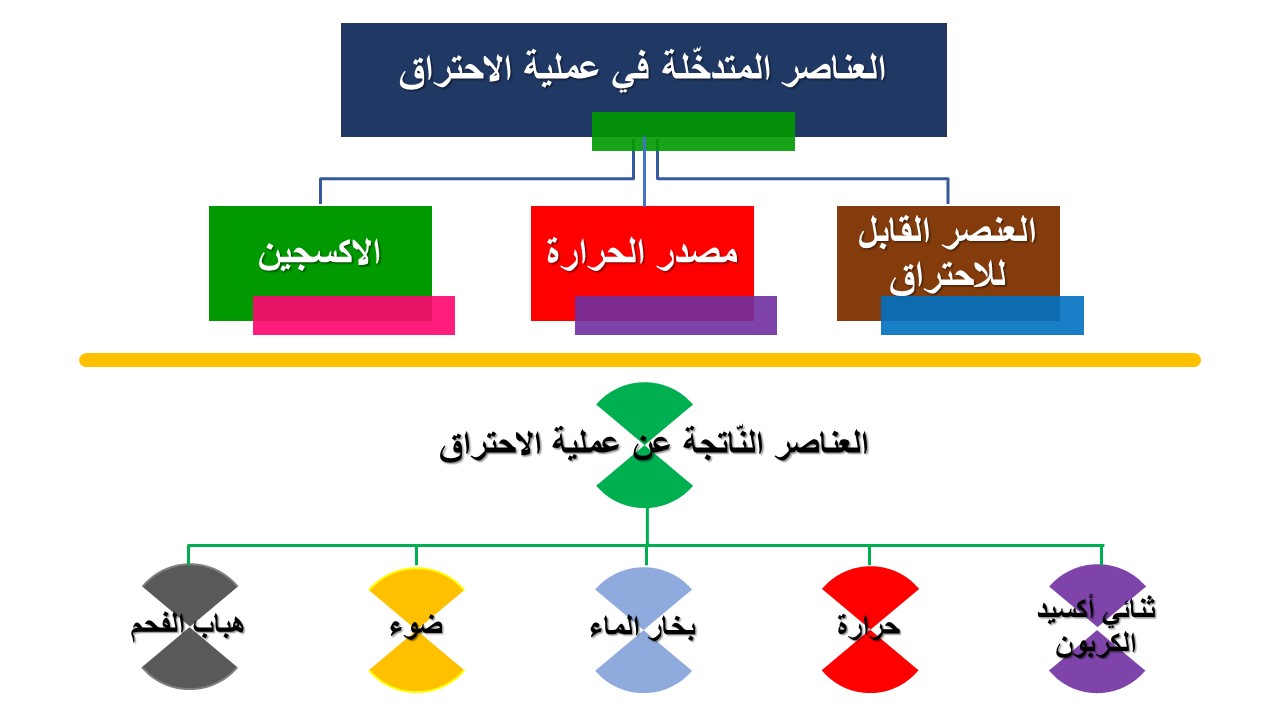 العناصر المتدخّلة في عملية الاحتراق
العنصر القابل
للاحتراق
مصدر الحرارة
الاكسجين
العناصر النّاتجة عن عملية الاحتراق
ثنائي أكسيد
الكربون
حرارة
بخار الماء
ضوء
هباب الفحم